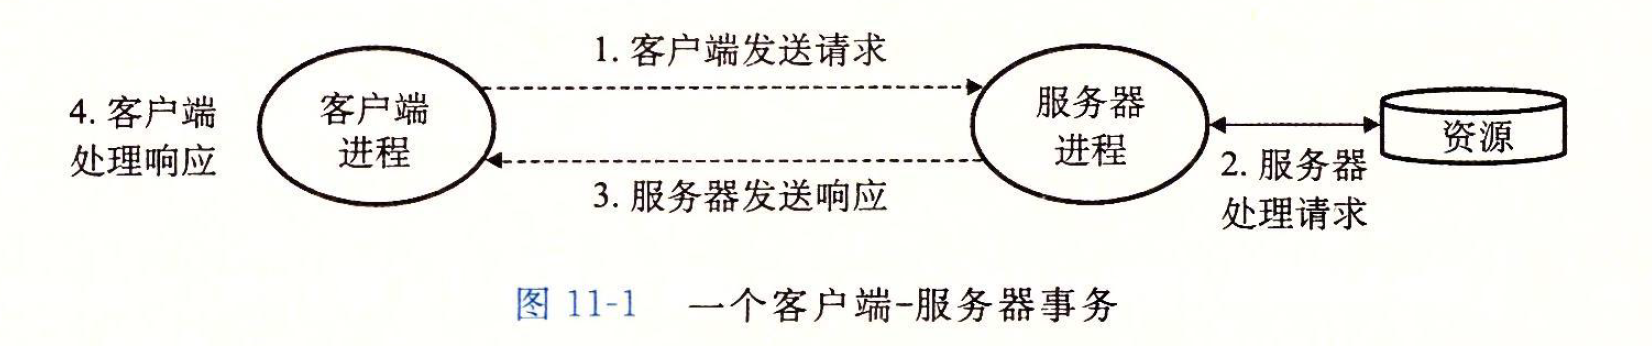 1. 客户端发送请求
4. 客户端
处理响应
客户端
进程
服务器
进程
资源
3. 服务器发送响应
2. 服务器
处理请求
图 11-1 一个客户端-服务器事务